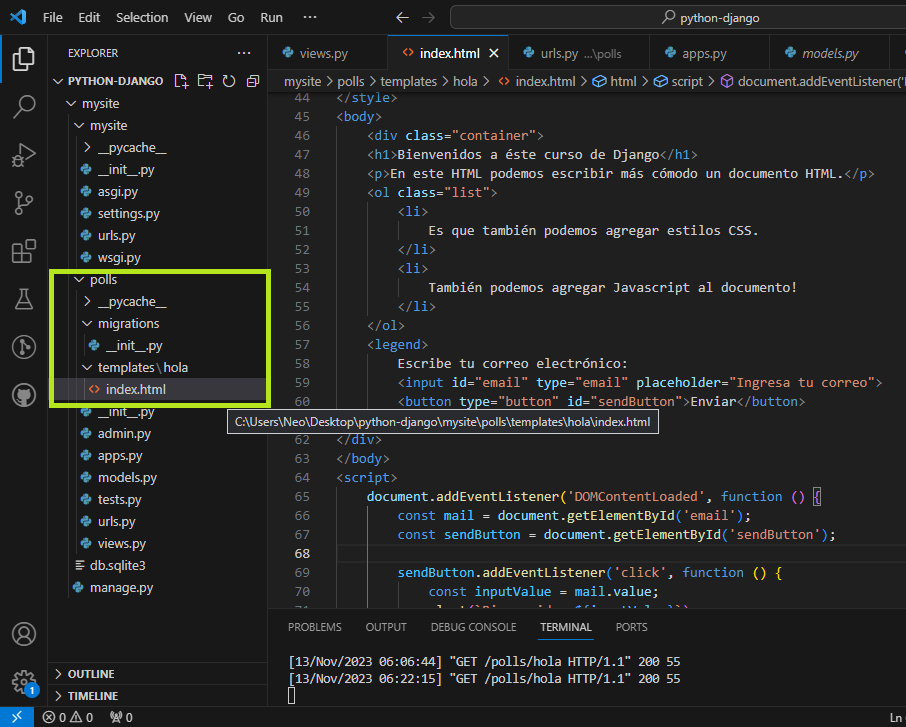 File Edit Selection View Go Run ··· python-django
EXPLORER ···
PYTHON-DJANGO
mysite
mysite
__pycache__
__init__.py
asgi.py
settings.py
urls.py
wsgi.py
polls
__pycache__
migrations
__init__.py
templates\hola
index.html
__init__.py
admin.py
apps.py
models.py
tests.py
urls.py
views.py
db.sqlite3
manage.py
OUTLINE
TIMELINE
views.py index.html urls.py ...\polls apps.py models.py
mysite > polls > templates > hola > index.html > html > script > document.addEventListener('
44 </style>
45 <body>
46 <div class="container">
47 <h1>Bienvenidos a éste curso de Django</h1>
48 <p>En este HTML podemos escribir más cómodo un documento HTML.</p>
49 <ol class="list">
50 <li>
51 Es que también podemos agregar estilos CSS.
52 </li>
53 <li>
54 También podemos agregar Javascript al documento!
55 </li>
56 </ol>
57 <legend>
58 Escribe tu correo electrónico:
59 <input id="email" type="email" placeholder="Ingresa tu correo">
60 <button type="button" id="sendButton">Enviar</button>
C:\Users\Neo\Desktop\python-django\mysite\polls\templates\hola\index.html
62 </div>
63 </body>
64 <script>
65 document.addEventListener('DOMContentLoaded', function () {
66 const mail = document.getElementById('email');
67 const sendButton = document.getElementById('sendButton');
68
69 sendButton.addEventListener('click', function () {
70 const inputValue = mail.value;
PROBLEMS OUTPUT DEBUG CONSOLE TERMINAL PORTS
[13/Nov/2023 06:06:44] "GET /polls/hola HTTP/1.1" 200 55
[13/Nov/2023 06:22:15] "GET /polls/hola HTTP/1.1" 200 55
1
0 0 0 Ln